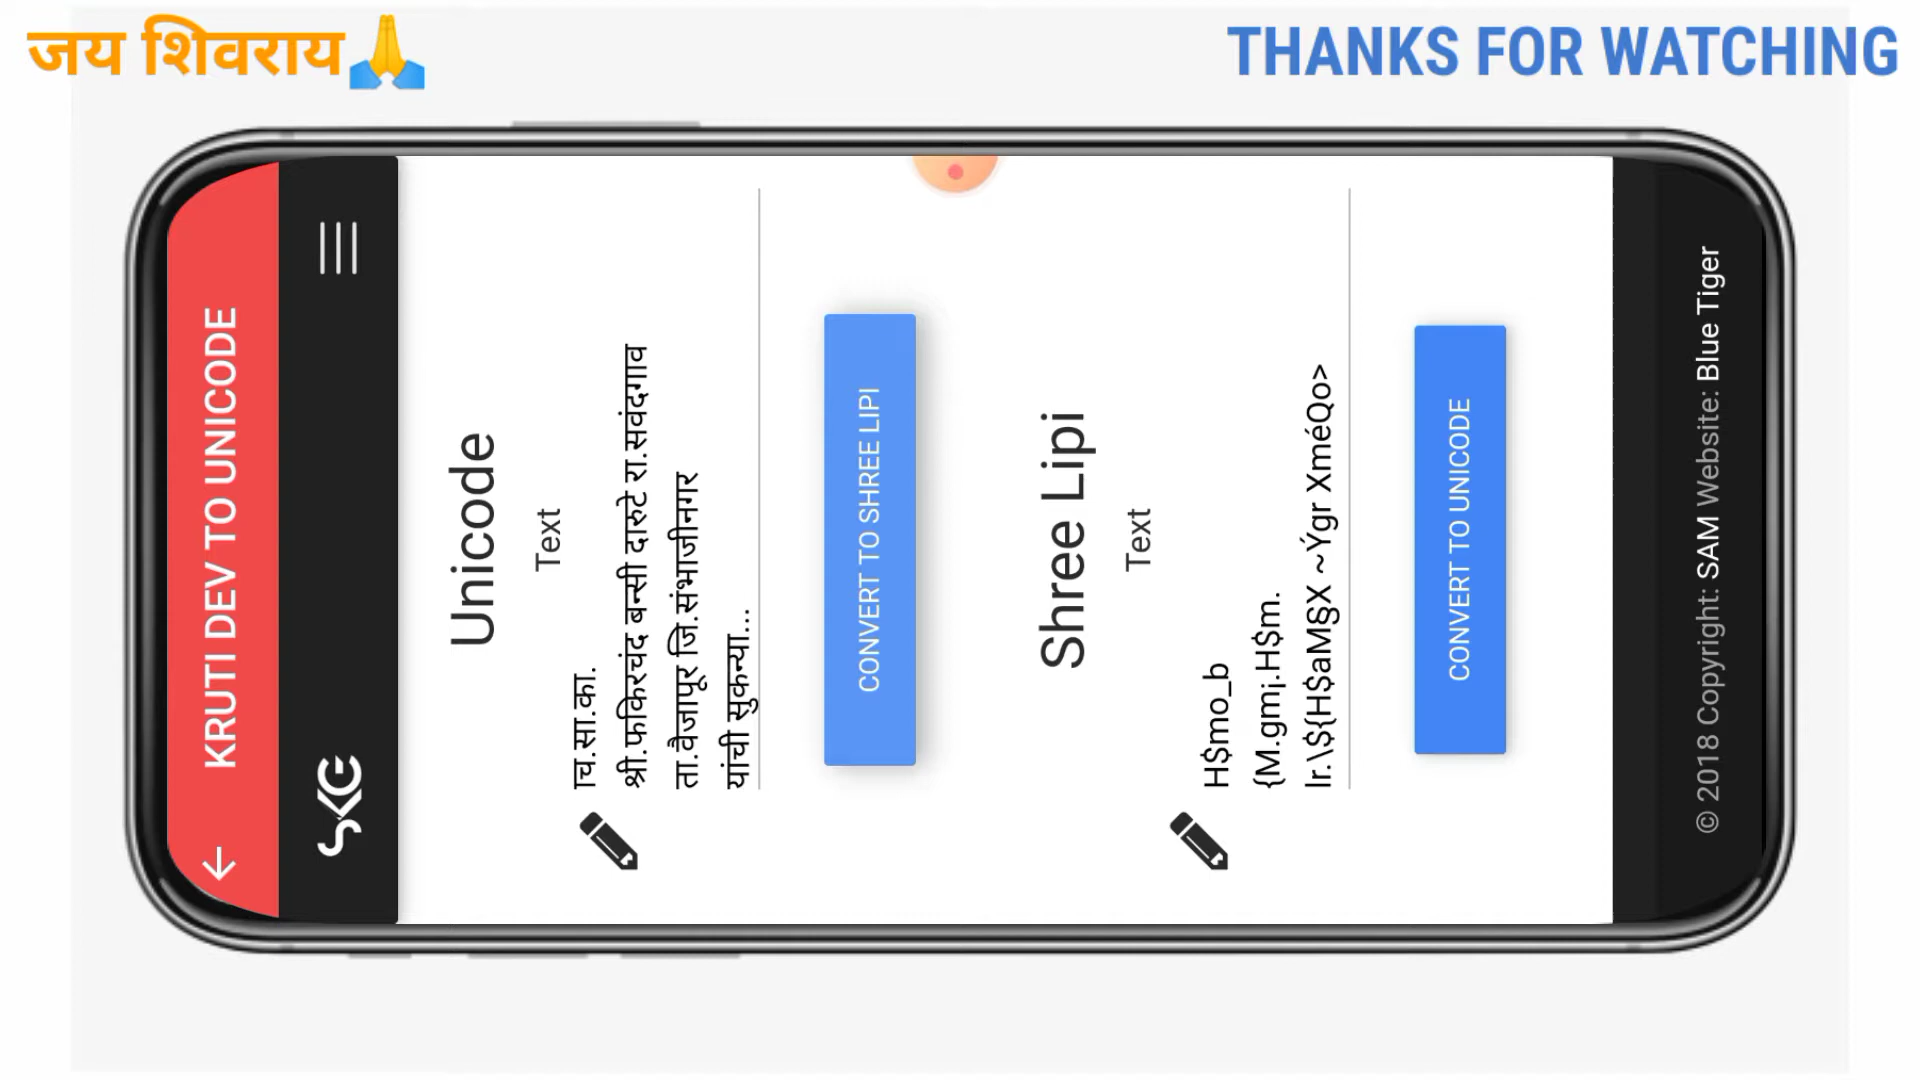 जय शिवराय🙏
THANKS FOR WATCHING
KRUTI DEV TO UNICODE
Unicode
Text
च.सा.का.
श्री.फकिरचंद बन्सी दारुटे रा.सवंदगाव
ता.वैजापूर जि.संभाजीनगर
यांची सुकन्या...
CONVERT TO SHREE LIPI
Shree Lipi
Text
H$mo_b
{M.gm¡.H$m.
lr.\${H$aM§X ~Ýgr XméQo>
CONVERT TO UNICODE
© 2018 Copyright: SAM Website: Blue Tiger